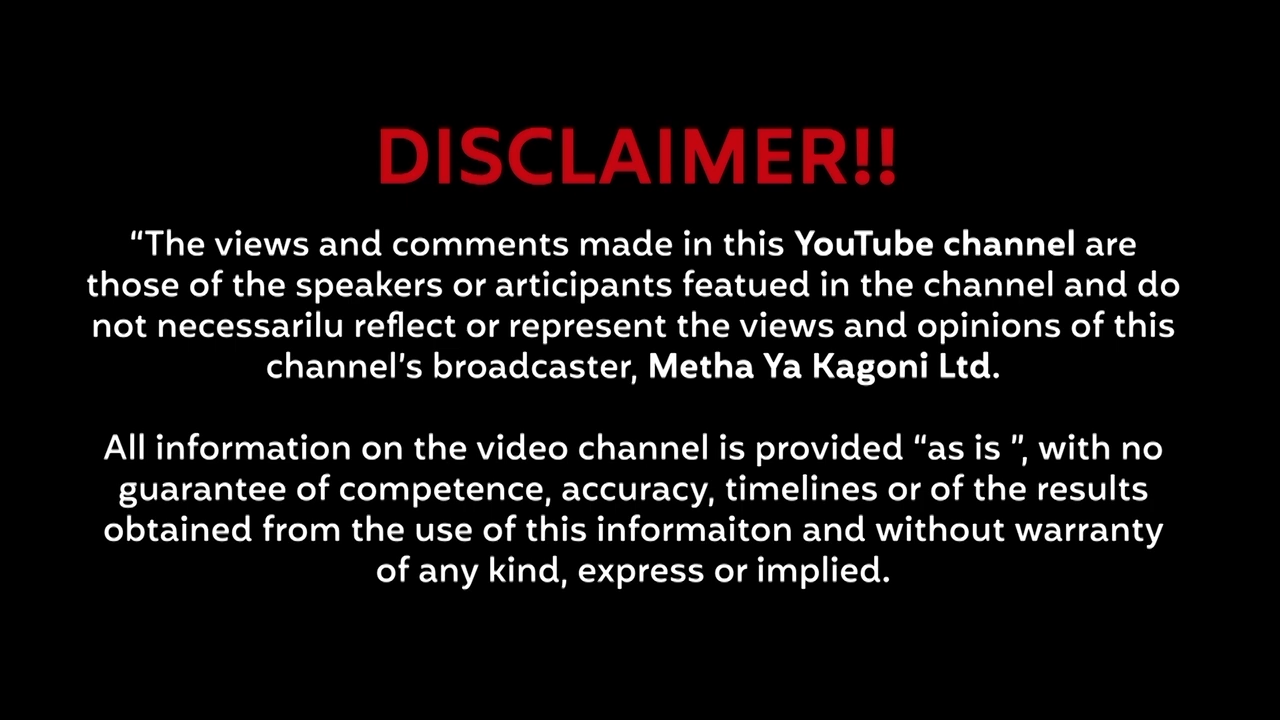 DISCLAIMER!!
“The views and comments made in this YouTube channel are
those of the speakers or articipants featued in the channel and do
not necessarilu reflect or represent the views and opinions of this
channel’s broadcaster, Metha Ya Kagoni Ltd.
All information on the video channel is provided “as is ”, with no
guarantee of competence, accuracy, timelines or of the results
obtained from the use of this informaiton and without warranty
of any kind, express or implied.